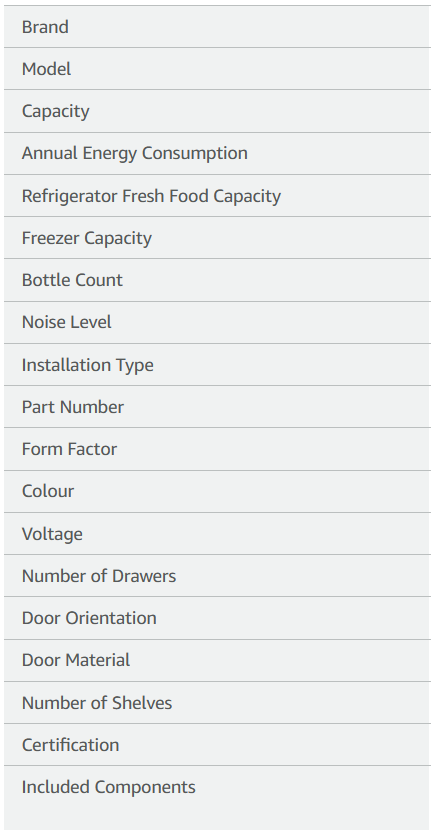 Brand
Model
Capacity
Annual Energy Consumption
Refrigerator Fresh Food Capacity
Freezer Capacity
Bottle Count
Noise Level
Installation Type
Part Number
Form Factor
Colour
Voltage
Number of Drawers
Door Orientation
Door Material
Number of Shelves
Certification
Included Components